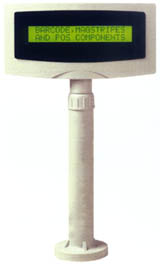 BARCODE,MAGSTRIPES
AND POS COMPONENTS